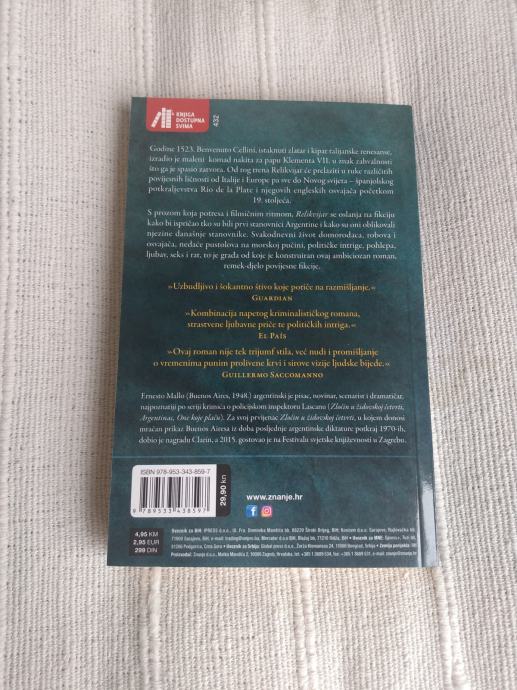 KNJIGA
DOSTUPNA
SVIMA
432
Godine 1523. Benvenuto Cellini, istaknuti zlatar i kipar talijanske renesanse,
izradio je maleni komad nakita za papu Klementa VII. u znak zahvalnosti
što ga je spasio zatvora. Od tog trena Relikvijar će prelaziti u ruke različitih
povijesnih ličnosti od Italije i Europe pa sve do Novog svijeta – španjolskog
potkraljevstva Río de la Plate i njegovih engleskih osvajača početkom
19. stoljeća.
S prozom koja potresa i filmičnim ritmom, Relikvijar se oslanja na fikciju
kako bi ispričao tko su bili prvi stanovnici Argentine i kako su oni oblikovali
njezine današnje stanovnike. Svakodnevni život domorodaca, robova i
osvajača, nedaće pustolova na morskoj pučini, političke intrige, pohlepa,
ljubav, seks i rat, to je građa od koje je konstruiran ovaj ambiciozan roman,
remek-djelo povijesne fikcije.
»Uzbudljivo i šokantno štivo koje potiče na razmišljanje.«
GUARDIAN
»Kombinacija napetog kriminalističkog romana,
strastvene ljubavne priče te političkih intriga.«
EL PAÍS
»Ovaj roman nije tek trijumf stila, već nudi i promišljanje
o vremenima punim prolivene krvi i sirove vizije ljudske bijede.«
GUILLERMO SACCOMANNO
Ernesto Mallo (Buenos Aires, 1948.) argentinski je pisac, novinar, scenarist i dramatičar,
najpoznatiji po seriji krimića o policijskom inspektoru Lascanu (Zločin u židovskoj četvrti,
Argentina, One koje plaču). Za svoj prvijenac Zločin u židovskoj četvrti, u kojem donosi
mračan prikaz Buenos Airesa iz doba posljednje argentinske diktature potkraj 1970-ih,
dobio je nagradu Clarín, a 2015. gostovao je na Festivalu svjetske književnosti u Zagrebu.
ISBN 978-953-343-859-7
9 789533 438597
29,90 kn
www.znanje.hr
4,95 KM
2,95 EUR
299 DIN